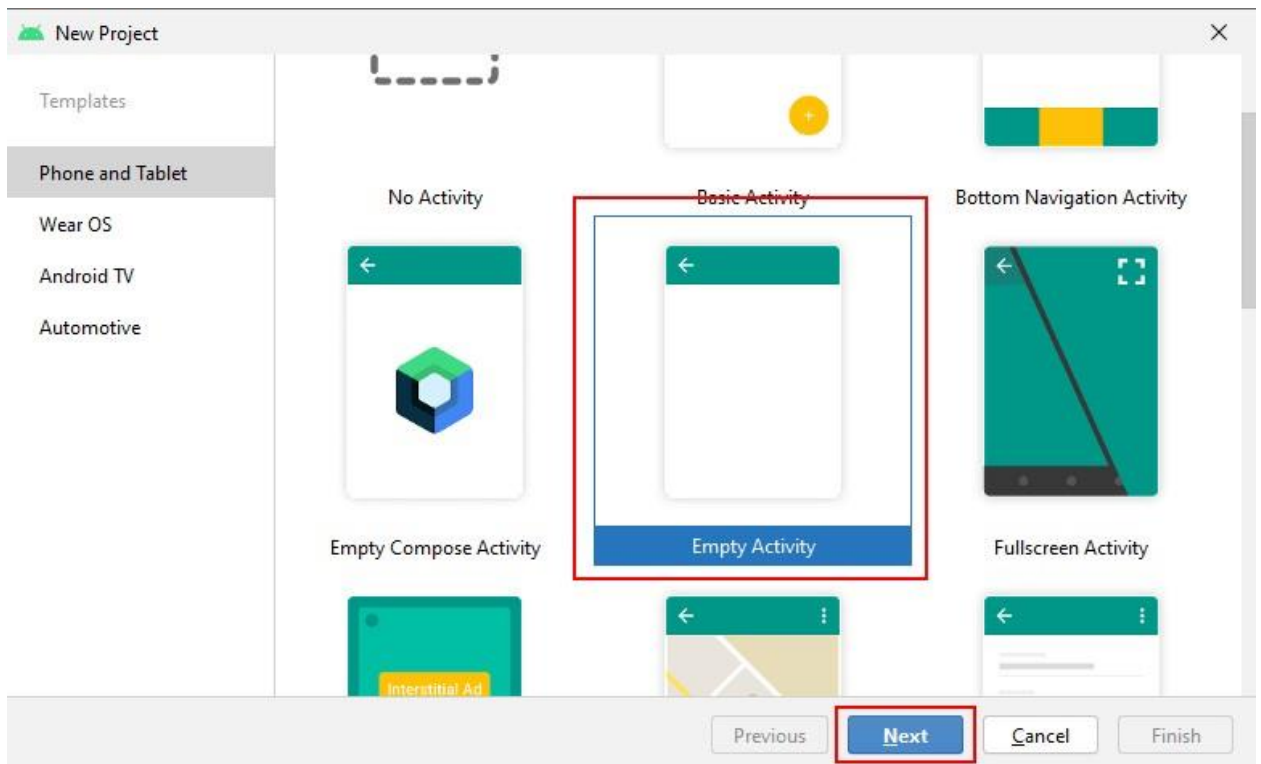 New Project
Templates
Phone and Tablet
Wear OS
Android TV
Automotive
No Activity
Basic Activity
Bottom Navigation Activity
Empty Compose Activity
Empty Activity
Fullscreen Activity
Interstitial Ad
Previous
Next
Cancel
Finish